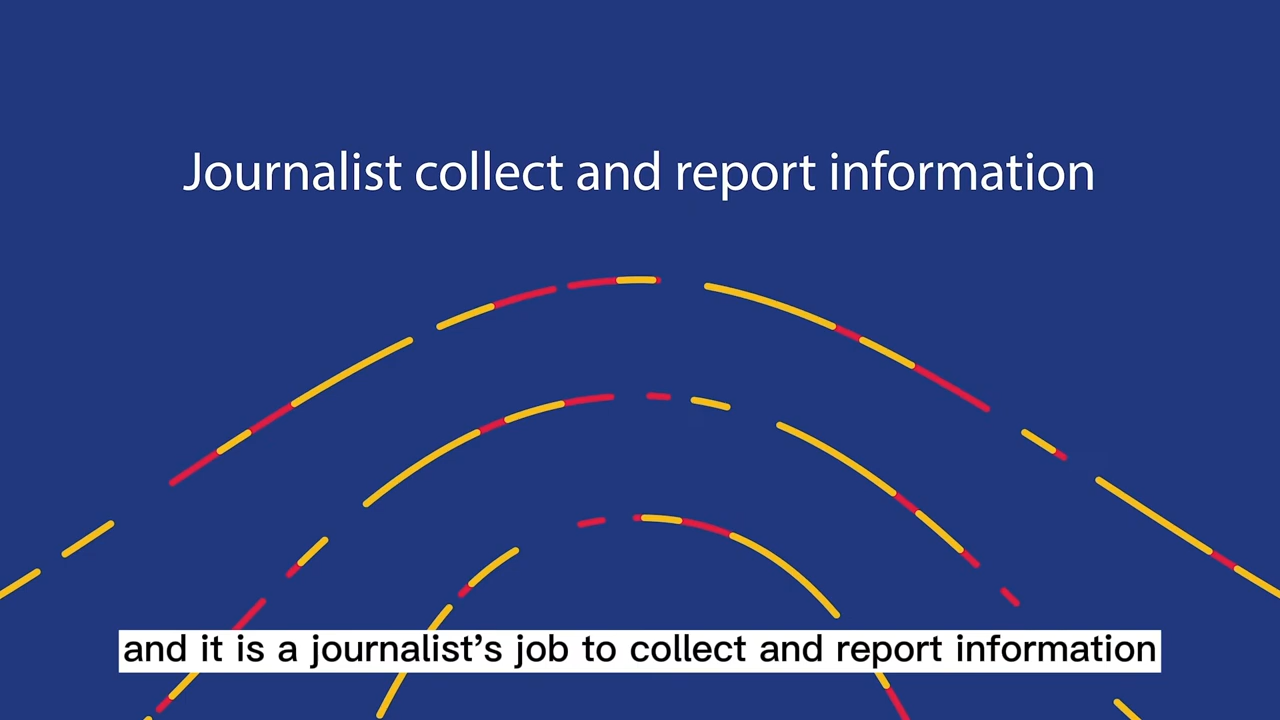 Journalist collect and report information
and it is a journalist’s job to collect and report information